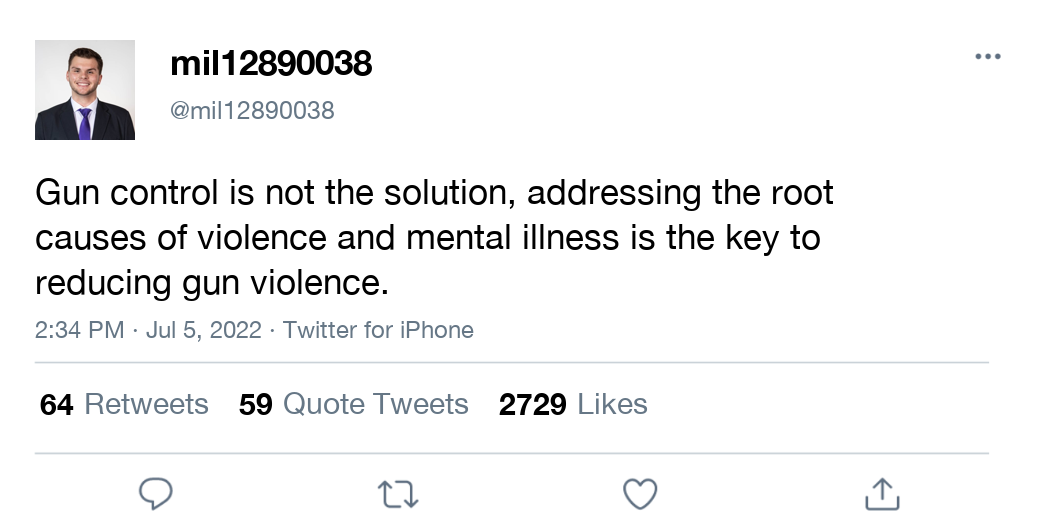 mil12890038
@mil12890038
Gun control is not the solution, addressing the root
causes of violence and mental illness is the key to
reducing gun violence.
2:34 PM · Jul 5, 2022 · Twitter for iPhone
64 Retweets 59 Quote Tweets 2729 Likes